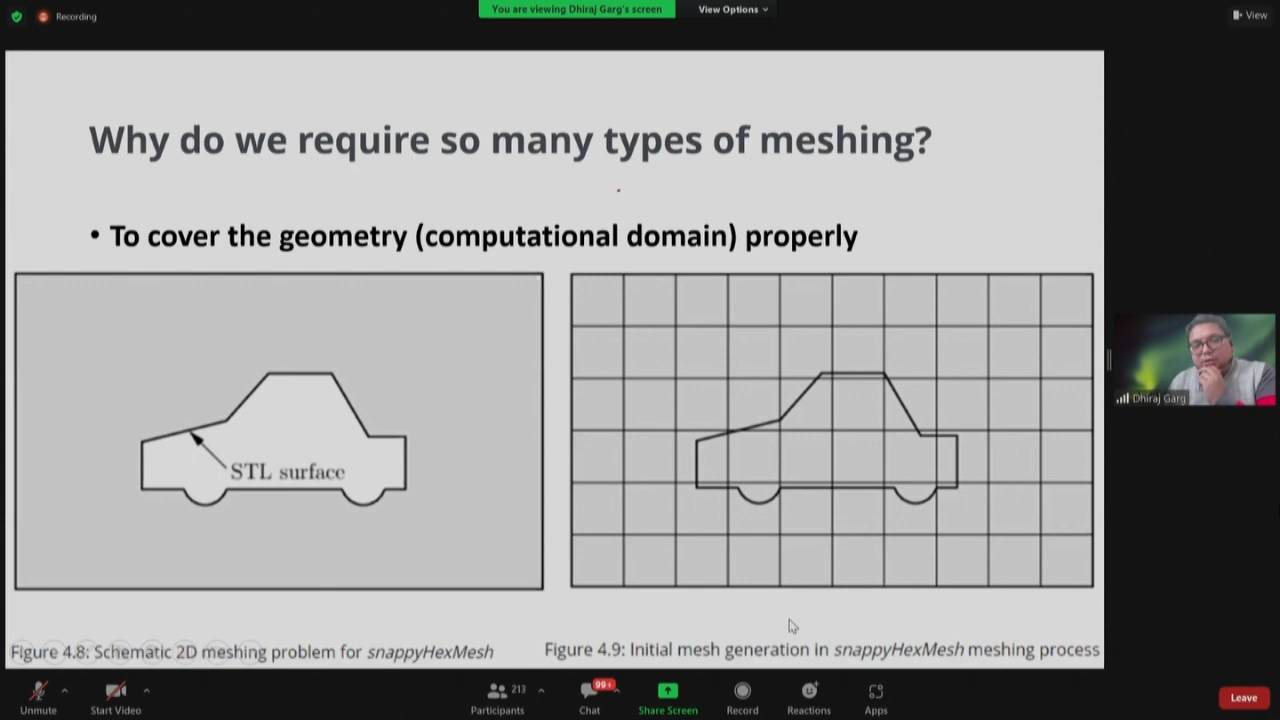 Recording
You are viewing Dhiraj Garg's screen
View Options
View
Why do we require so many types of meshing?
• To cover the geometry (computational domain) properly
STL surface
Figure 4.8: Schematic 2D meshing problem for snappyHexMesh
Figure 4.9: Initial mesh generation in snappyHexMesh meshing process
Dhiraj Garg
Unmute
Start Video
213
Participants
99+
Chat
Share Screen
Record
Reactions
Apps
Leave